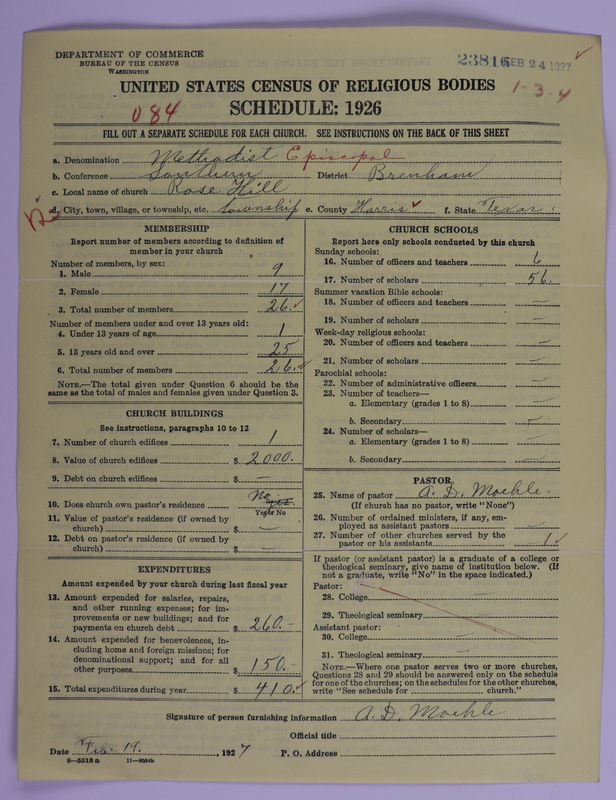 DEPARTMENT OF COMMERCE
BUREAU OF THE CENSUS
WASHINGTON
23816 FEB 24 1927
UNITED STATES CENSUS OF RELIGIOUS BODIES
1-3-4
084
SCHEDULE: 1926
FILL OUT A SEPARATE SCHEDULE FOR EACH CHURCH. SEE INSTRUCTIONS ON THE BACK OF THIS SHEET
a. Denomination Methodist Episcopal
b. Conference Southern District Brenham
c. Local name of church Rose Hill
d. City, town, village, or township, etc. township e. County Harris f. State Texas
MEMBERSHIP
Report number of members according to definition of
member in your church
Number of members, by sex:
1. Male 9
2. Female 17
3. Total number of members 26
Number of members under and over 13 years old:
4. Under 13 years of age 1
5. 13 years old and over 25
6. Total number of members 26
NOTE.—The total given under Question 6 should be the
same as the total of males and females given under Question 3.
CHURCH BUILDINGS
See instructions, paragraphs 10 to 12
7. Number of church edifices 1
8. Value of church edifices $ 2000.
9. Debt on church edifices $ —
No
10. Does church own pastor's residence
Yes or No
11. Value of pastor's residence (if owned by
church) $ —
12. Debt on pastor's residence (if owned by
church) $ —
EXPENDITURES
Amount expended by your church during last fiscal year
13. Amount expended for salaries, repairs,
and other running expenses; for im-
provements or new buildings; and for
payments on church debt $ 260.-
14. Amount expended for benevolences, in-
cluding home and foreign missions; for
denominational support; and for all
other purposes $ 150.-
15. Total expenditures during year $ 410.
CHURCH SCHOOLS
Report here only schools conducted by this church
Sunday schools:
16. Number of officers and teachers 6
17. Number of scholars 56.
Summer vacation Bible schools:
18. Number of officers and teachers —
19. Number of scholars —
Week-day religious schools:
20. Number of officers and teachers —
21. Number of scholars —
Parochial schools:
22. Number of administrative officers —
23. Number of teachers—
a. Elementary (grades 1 to 8) —
b. Secondary —
24. Number of scholars—
a. Elementary (grades 1 to 8) —
b. Secondary —
PASTOR
25. Name of pastor A. D. Moehle.
(If church has no pastor, write "None")
26. Number of ordained ministers, if any, em-
ployed as assistant pastors —
27. Number of other churches served by the
pastor or his assistants 1
If pastor (or assistant pastor) is a graduate of a college or
theological seminary, give name of institution below. (If
not a graduate, write "No" in the space indicated.)
Pastor:
28. College —
29. Theological seminary —
Assistant pastor:
30. College —
31. Theological seminary —
NOTE.—Where one pastor serves two or more churches,
Questions 28 and 29 should be answered only on the schedule
for one of the churches; on the schedules for the other churches,
write "See schedule for church."
Signature of person furnishing information A. D. Moehle
Official title
Date Feb. 19. , 1927 P. O. Address
8-5518a 11-9054b